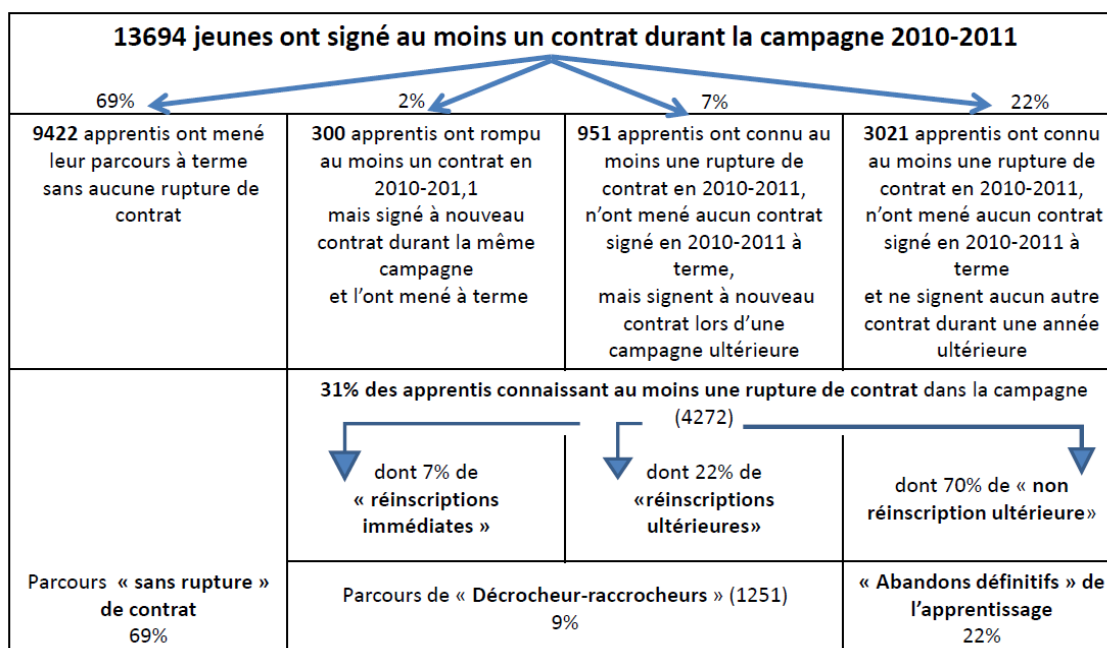 13694 jeunes ont signé au moins un contrat durant la campagne 2010-2011
69%
2%
7%
22%
9422 apprentis ont mené
leur parcours à terme
sans aucune rupture de
contrat
300 apprentis ont rompu
au moins un contrat en
2010-201,1
mais signé à nouveau
contrat durant la même
campagne
et l’ont mené à terme
951 apprentis ont connu au
moins une rupture de
contrat en 2010-2011,
n’ont mené aucun contrat
signé en 2010-2011 à
terme,
mais signent à nouveau
contrat lors d’une
campagne ultérieure
3021 apprentis ont connu
au moins une rupture de
contrat en 2010-2011,
n’ont mené aucun contrat
signé en 2010-2011 à
terme
et ne signent aucun autre
contrat durant une année
ultérieure
31% des apprentis connaissant au moins une rupture de contrat dans la campagne
(4272)
dont 7% de
« réinscriptions
immédiates »
dont 22% de
«réinscriptions
ultérieures»
dont 70% de « non
réinscription ultérieure»
Parcours « sans rupture »
de contrat
69%
Parcours de « Décrocheur-raccrocheurs » (1251)
9%
« Abandons définitifs » de
l’apprentissage
22%